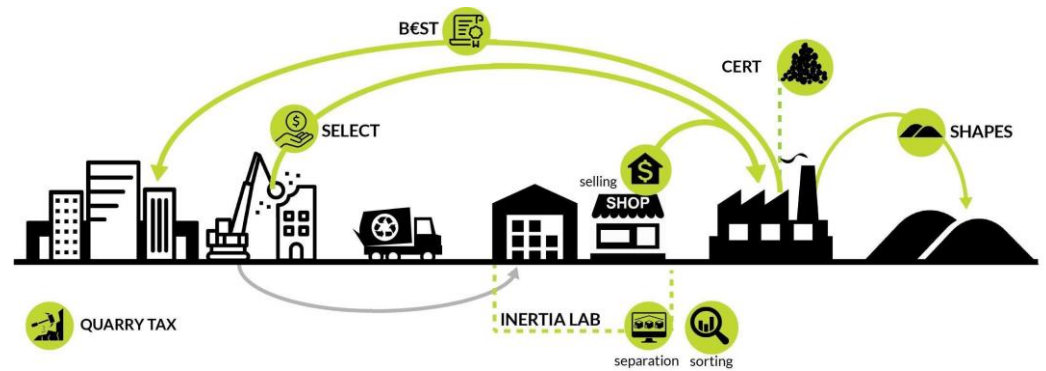 B€ST
CERT
SELECT
SHAPES
selling
SHOP
QUARRY TAX
INERTIA LAB
separation sorting